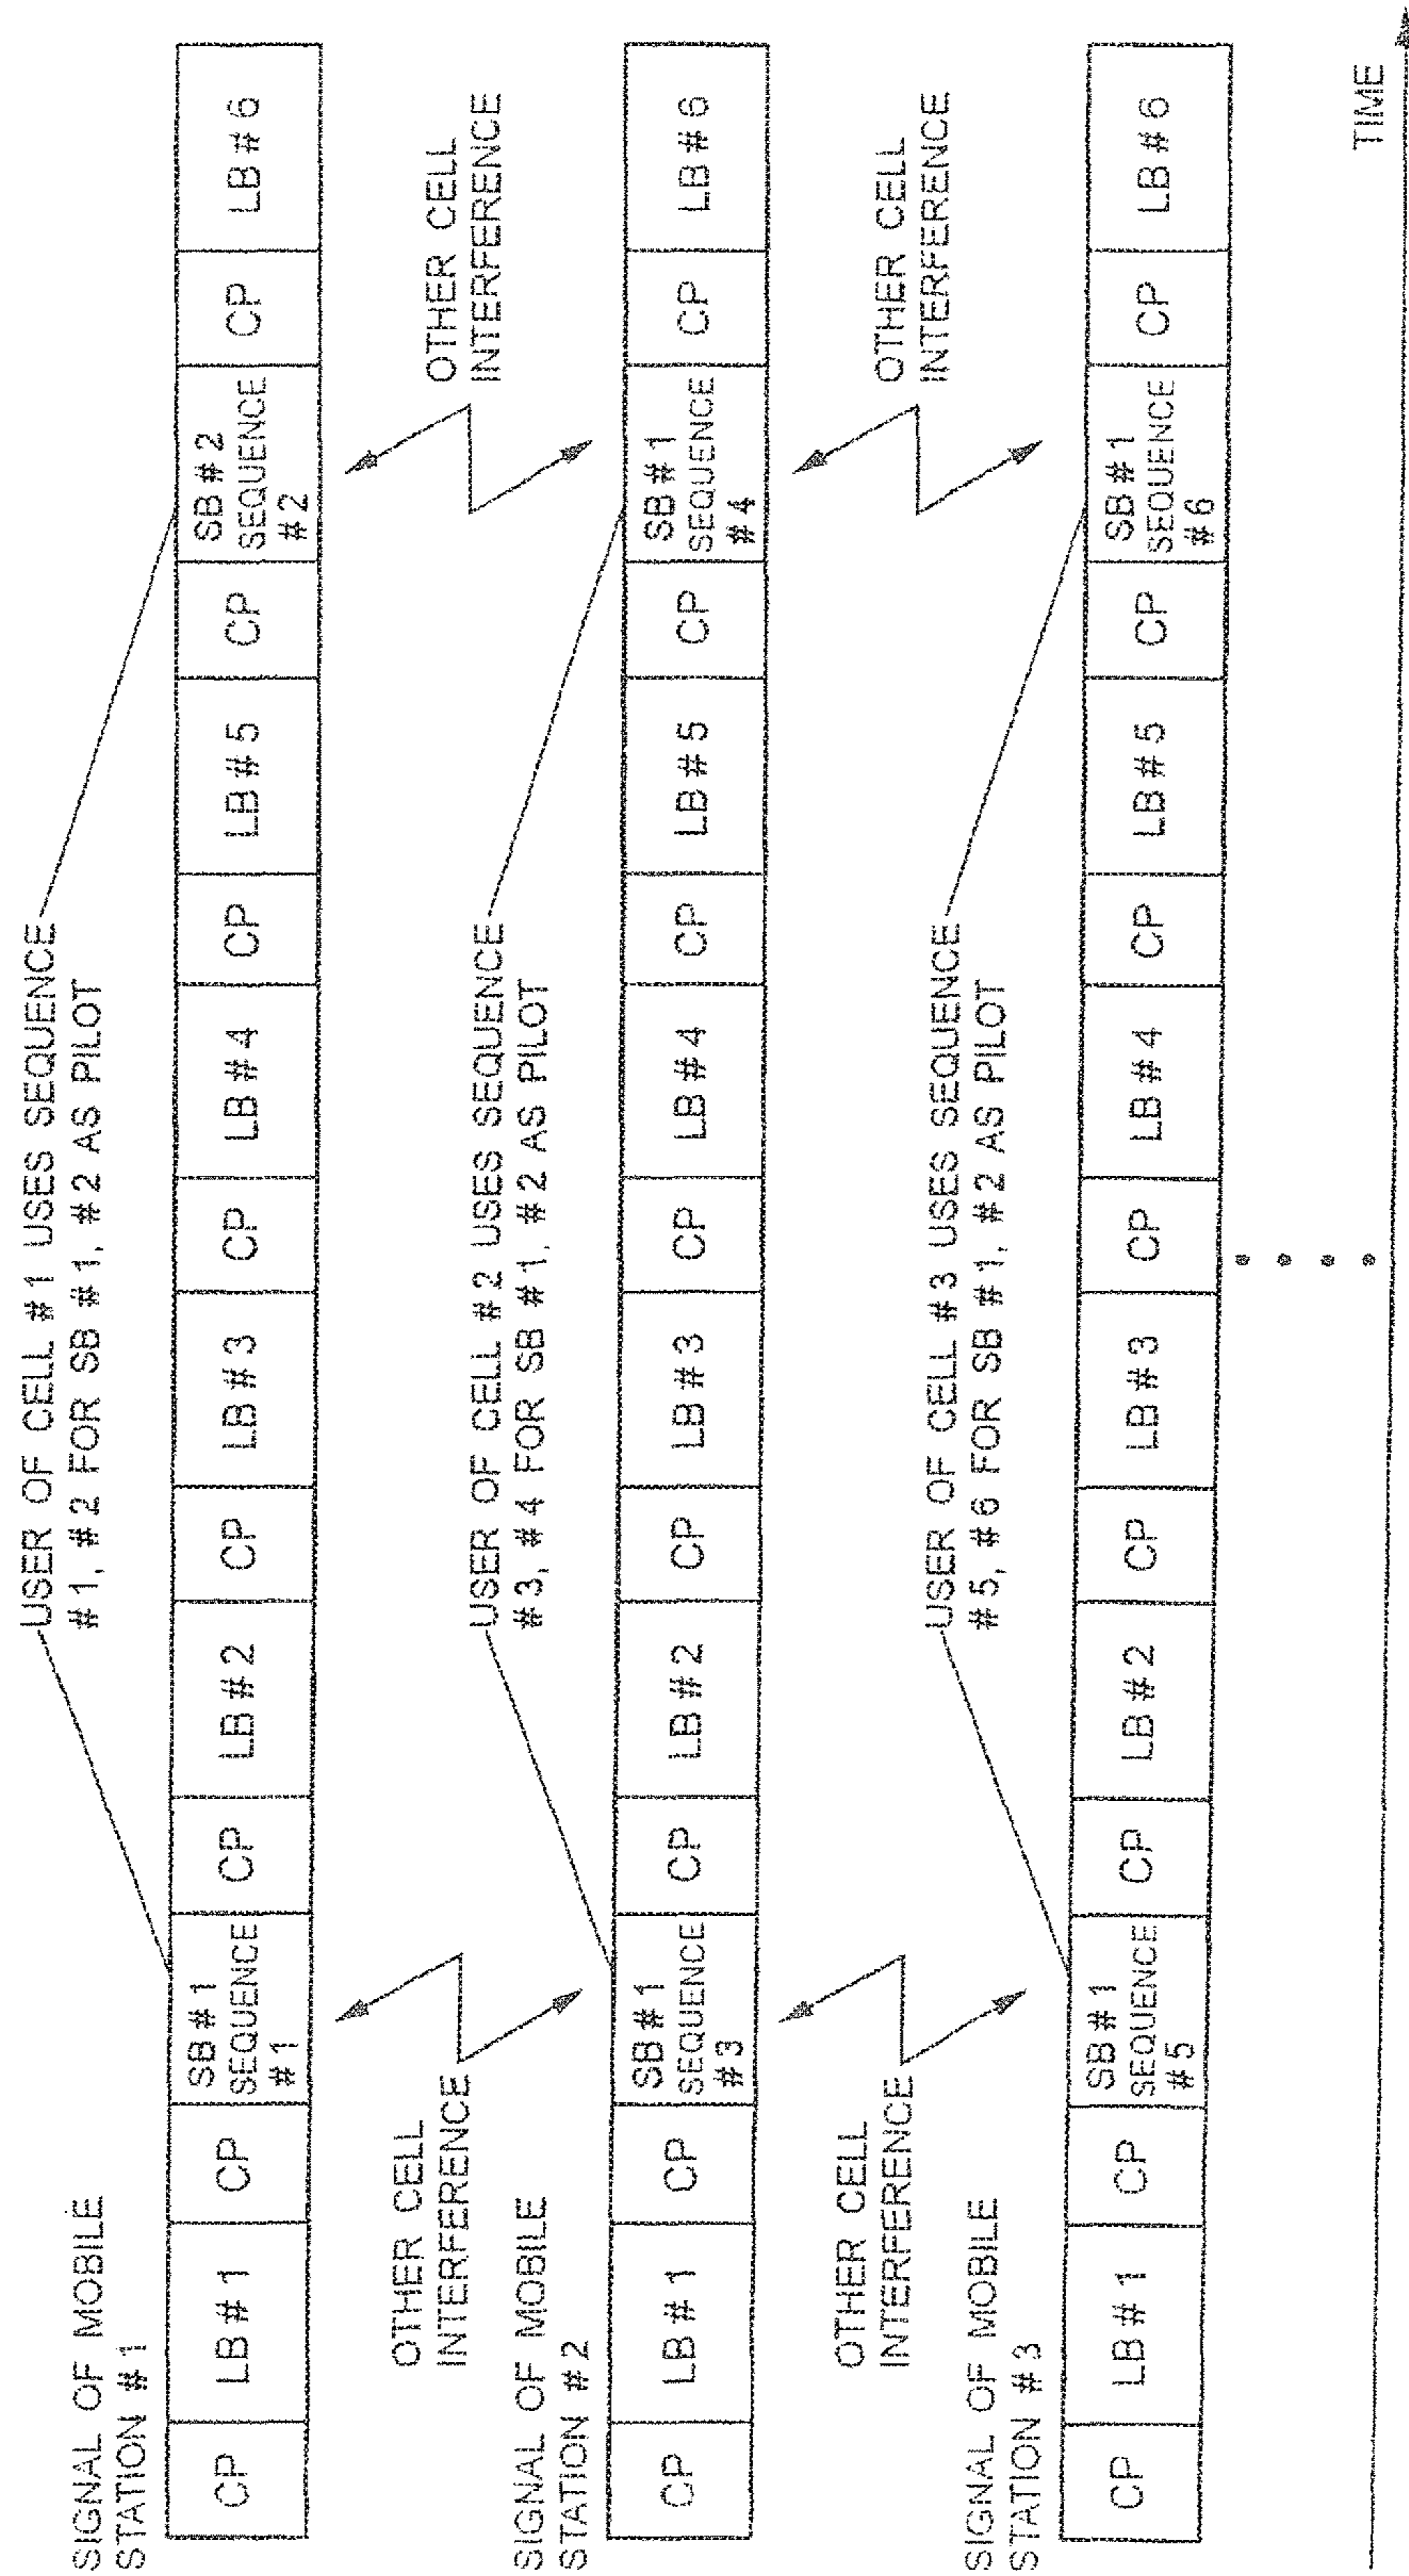 SIGNAL OF MOBILE
STATION #1
USER OF CELL #1 USES SEQUENCE
#1, #2 FOR SB #1, #2 AS PILOT
CP
LB#1
CP
SB#1
SEQUENCE
#1
CP
LB#2
CP
LB#3
CP
LB#4
CP
LB#5
CP
SB#2
SEQUENCE
#2
CP
LB#6
OTHER CELL
INTERFERENCE
OTHER CELL
INTERFERENCE
SIGNAL OF MOBILE
STATION #2
USER OF CELL #2 USES SEQUENCE
#3, #4 FOR SB #1, #2 AS PILOT
CP
LB#1
CP
SB#1
SEQUENCE
#3
CP
LB#2
CP
LB#3
CP
LB#4
CP
LB#5
CP
SB#1
SEQUENCE
#4
CP
LB#6
OTHER CELL
INTERFERENCE
OTHER CELL
INTERFERENCE
SIGNAL OF MOBILE
STATION #3
USER OF CELL #3 USES SEQUENCE
#5, #6 FOR SB #1, #2 AS PILOT
CP
LB#1
CP
SB#1
SEQUENCE
#5
CP
LB#2
CP
LB#3
CP
LB#4
CP
LB#5
CP
SB#1
SEQUENCE
#6
CP
LB#6
TIME